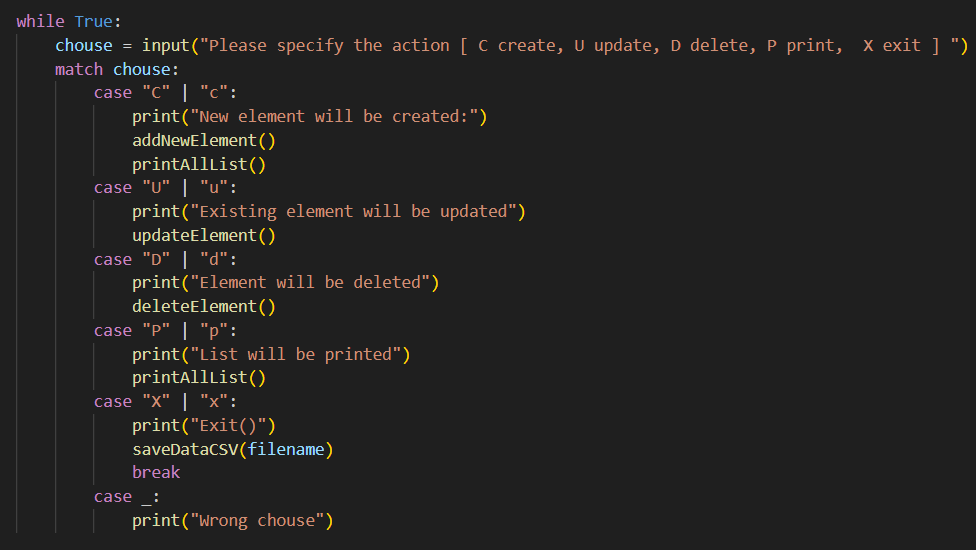 while True:
    chouse = input("Please specify the action [ C create, U update, D delete, P print,  X exit ] ")
    match chouse:
        case "C" | "c":
            print("New element will be created:")
            addNewElement()
            printAllList()
        case "U" | "u":
            print("Existing element will be updated")
            updateElement()
        case "D" | "d":
            print("Element will be deleted")
            deleteElement()
        case "P" | "p":
            print("List will be printed")
            printAllList()
        case "X" | "x":
            print("Exit()")
            saveDataCSV(filename)
            break
        case _:
            print("Wrong chouse")